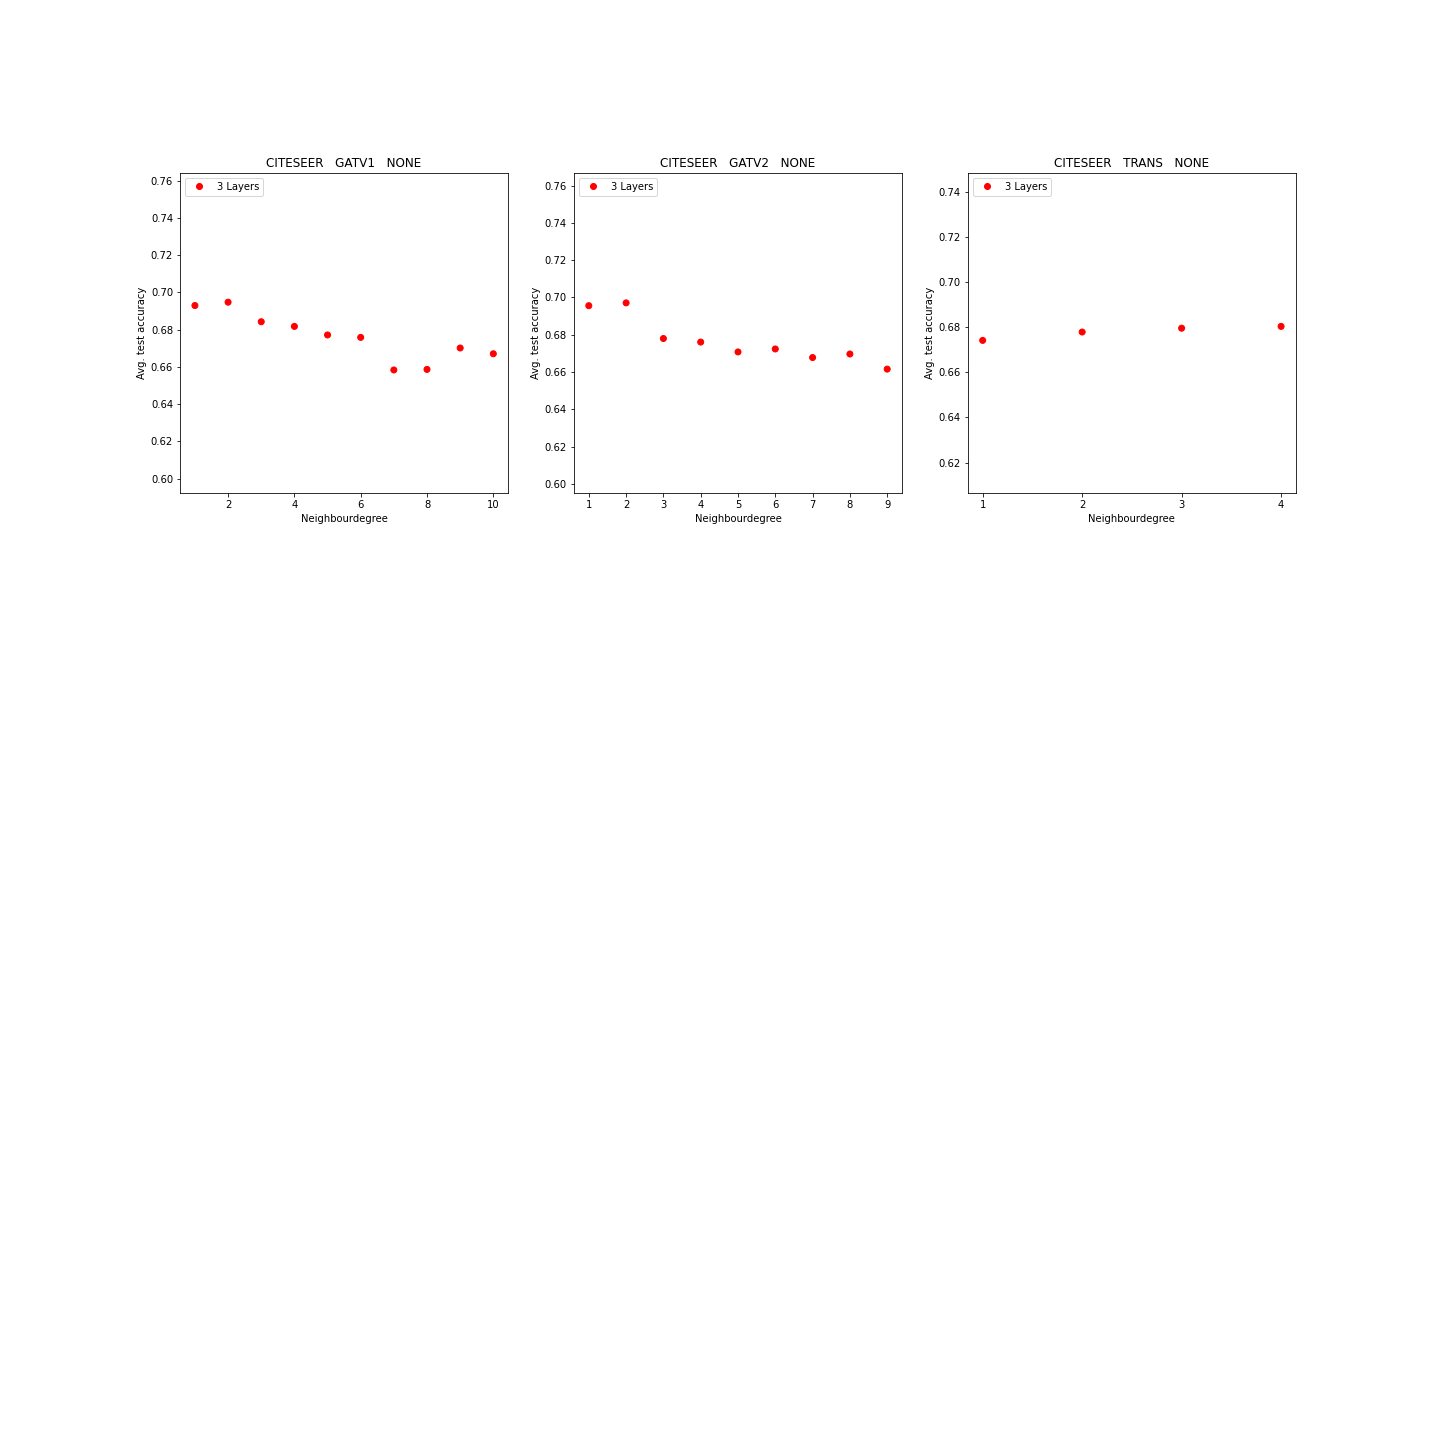 CITESEER   GATV1   NONE
3 Layers
0.76
0.74
0.72
0.70
0.68
0.66
0.64
0.62
0.60
Avg. test accuracy
2 4 6 8 10
Neighbourdegree
CITESEER   GATV2   NONE
3 Layers
0.76
0.74
0.72
0.70
0.68
0.66
0.64
0.62
0.60
Avg. test accuracy
1 2 3 4 5 6 7 8 9
Neighbourdegree
CITESEER   TRANS   NONE
3 Layers
0.74
0.72
0.70
0.68
0.66
0.64
0.62
Avg. test accuracy
1 2 3 4
Neighbourdegree